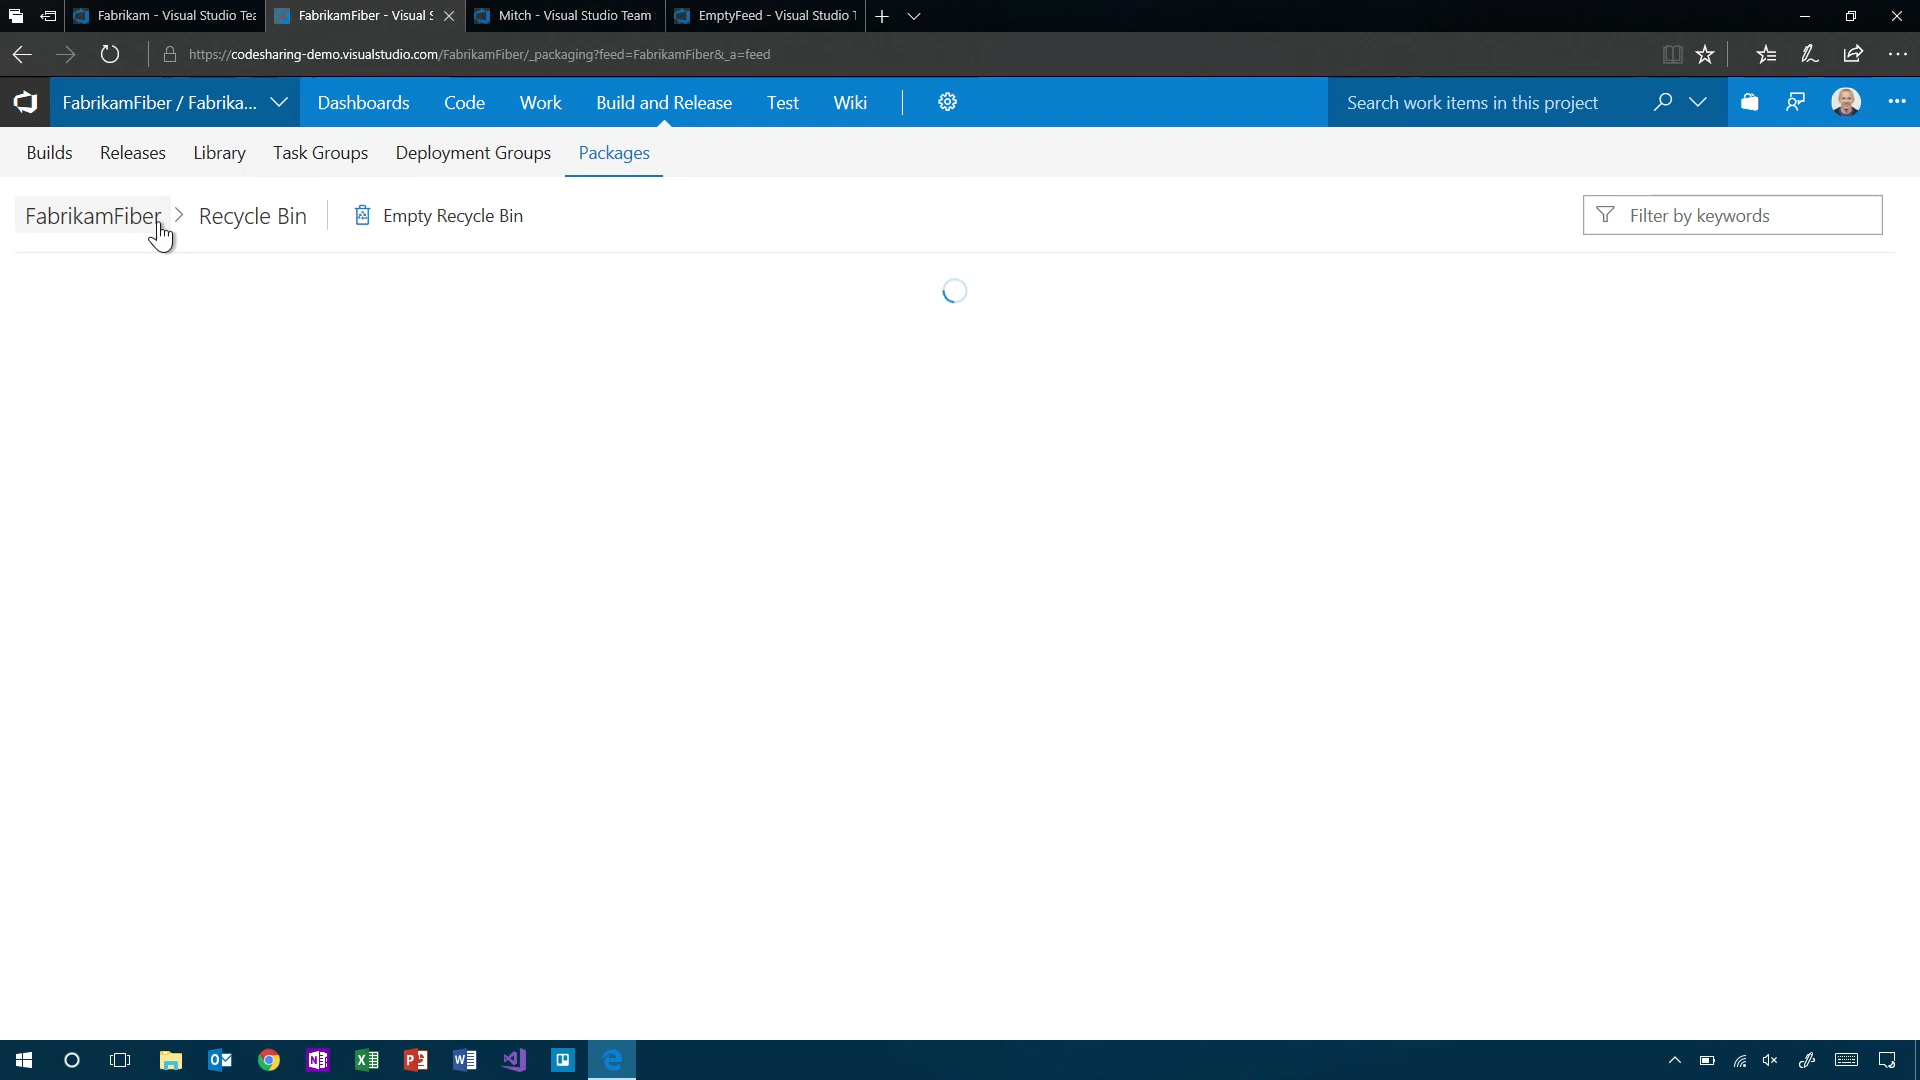 Fabrikam - Visual Studio Tea
FabrikamFiber - Visual S
Mitch - Visual Studio Team
EmptyFeed - Visual Studio T
https://codesharing-demo.visualstudio.com/FabrikamFiber/_packaging?feed=FabrikamFiber&_a=feed
FabrikamFiber / Fabrika...
Dashboards
Code
Work
Build and Release
Test
Wiki
Search work items in this project
Builds
Releases
Library
Task Groups
Deployment Groups
Packages
FabrikamFiber > Recycle Bin
Empty Recycle Bin
Filter by keywords